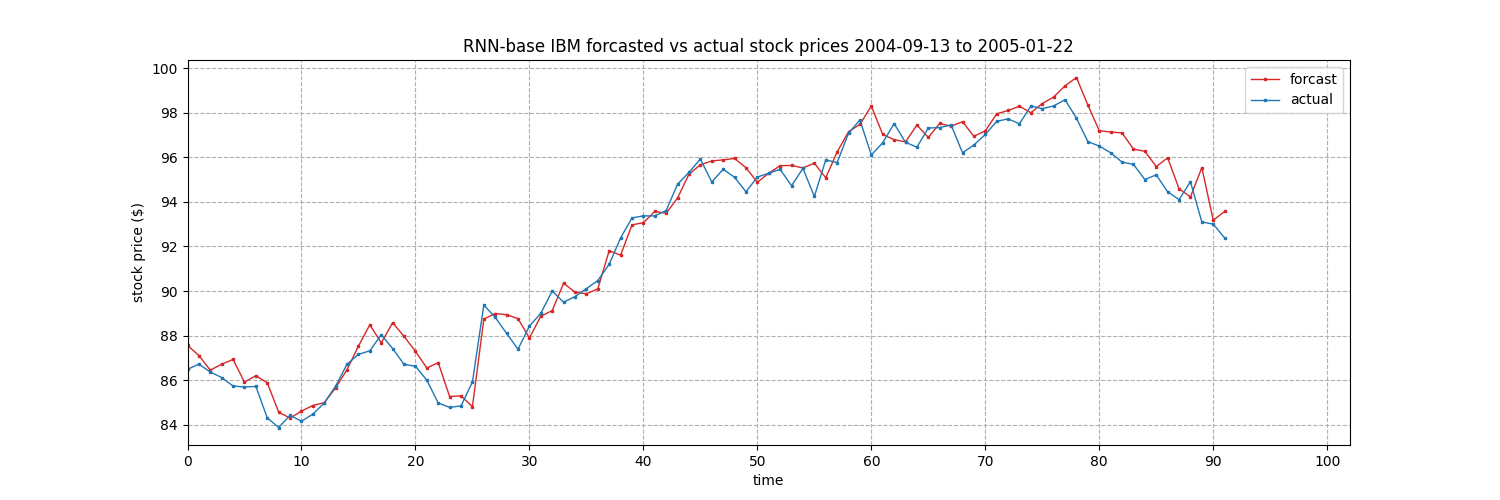 RNN-base IBM forcasted vs actual stock prices 2004-09-13 to 2005-01-22
forcast
actual
stock price ($)
100
98
96
94
92
90
88
86
84
0 10 20 30 40 50 60 70 80 90 100
time